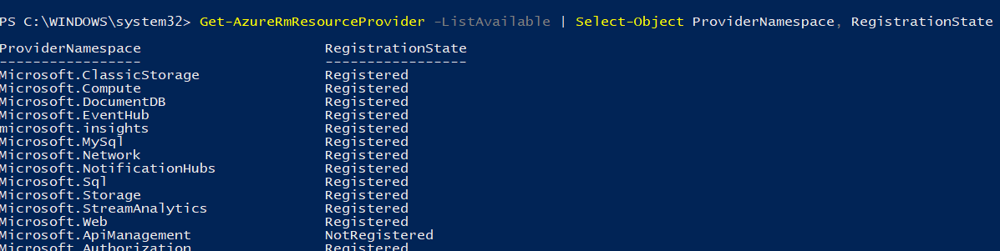 PS C:\WINDOWS\system32> Get-AzureRmResourceProvider -ListAvailable | Select-Object ProviderNamespace, RegistrationState
ProviderNamespace RegistrationState
----------------- -----------------
Microsoft.ClassicStorage Registered
Microsoft.Compute Registered
Microsoft.DocumentDB Registered
Microsoft.EventHub Registered
microsoft.insights Registered
Microsoft.MySql Registered
Microsoft.Network Registered
Microsoft.NotificationHubs Registered
Microsoft.Sql Registered
Microsoft.Storage Registered
Microsoft.StreamAnalytics Registered
Microsoft.Web Registered
Microsoft.ApiManagement NotRegistered
Microsoft.Authorization Registered